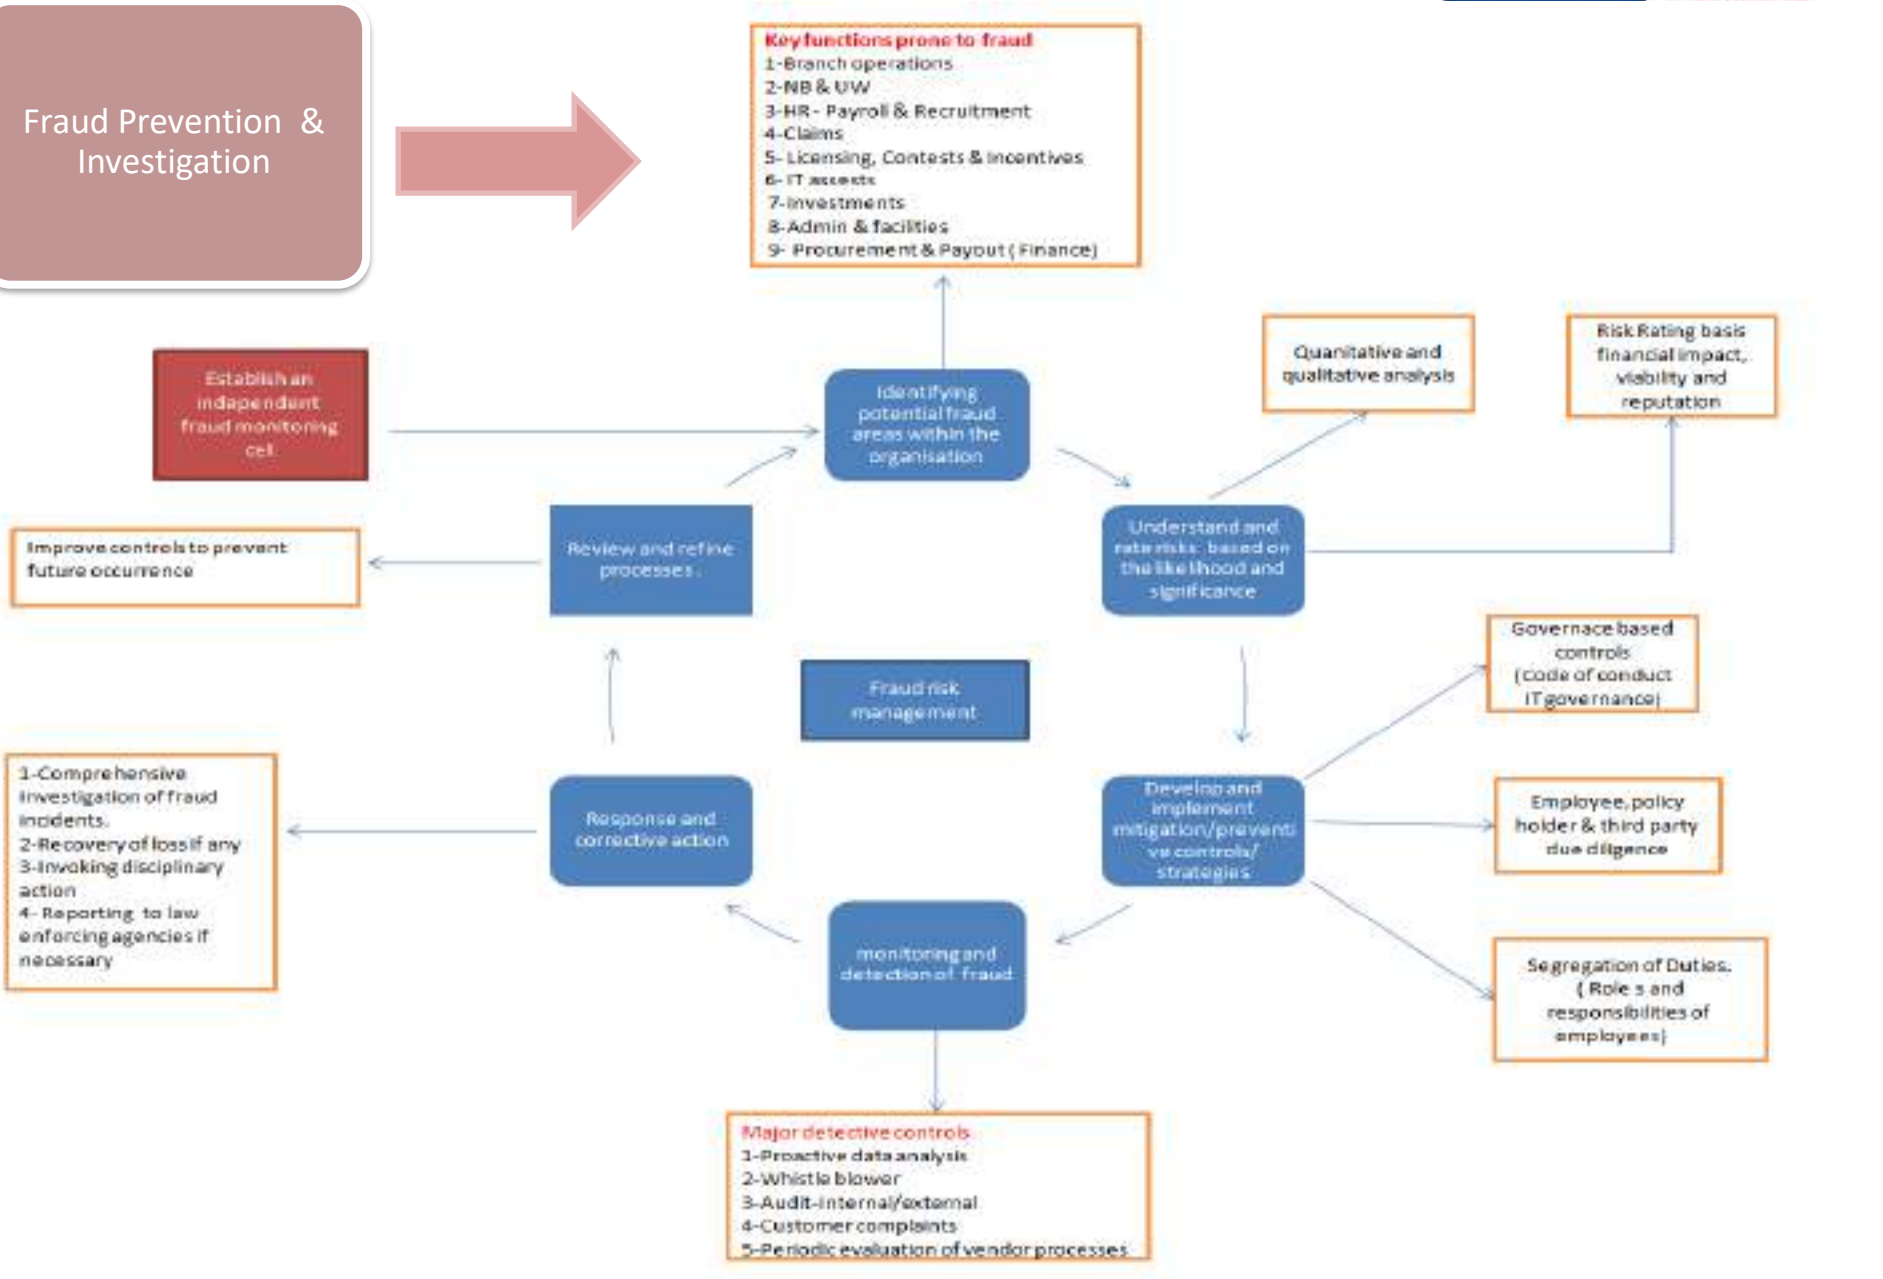 Fraud Prevention &
Investigation
Key functions prone to fraud
1-Branch operations
2-NB & UW
3-HR- Payroll & Recruitment
4-Claims
5- Licensing, Contests & Incentives
6- IT assests
7-Investments
8-Admin & facilities
9- Procurement & Payout ( Finance)
Establish an
independent
fraud monitoring
cell
Identifying
potential fraud
areas within the
organisation
Quanitative and
qualitative analysis
Risk Rating basis
financial impact,
viability and
reputation
Improve controls to prevent
future occurrence
Review and refine
processes .
Understand and
rate risks based on
the likelihood and
significance
Fraud risk
management
Governace based
controls
(code of conduct
IT governance)
1-Comprehensive
Investigation of fraud
incidents.
2-Recovery of loss if any
3-Invoking disciplinary
action
4- Reporting to law
enforcing agencies if
necessary
Response and
corrective action
Develop and
implement
mitigation/preventi
ve controls/
strategies
Employee, policy
holder & third party
due diligence
monitoring and
detection of fraud
Segregation of Duties.
( Role s and
responsibilities of
employees)
Major detective controls
1-Proactive data analysis
2-Whistle blower
3-Audit-Internal/external
4-Customer complaints
5-Periodic evaluation of vendor processes